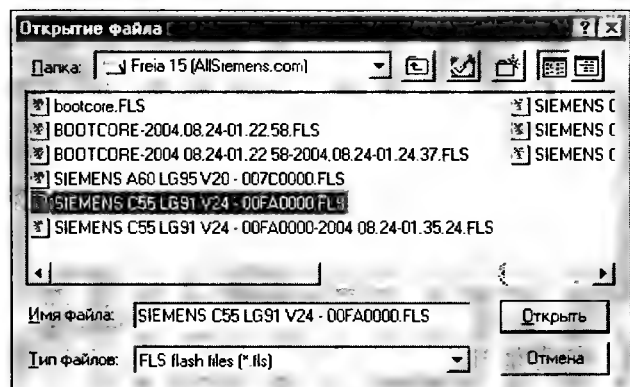 Открытие файла
? X
Папка: Freia 15 (AllSiemens.com)
bootcore.FLS
BOOTCORE-2004.08.24-01.22.58.FLS
BOOTCORE-2004 08.24-01.22 58-2004.08.24-01.24.37.FLS
SIEMENS A60 LG95 V20 - 007C0000.FLS
SIEMENS C55 LG91 V24 - 00FA0000.FLS
SIEMENS C55 LG91 V24 - 00FA0000-2004 08.24-01.35.24.FLS
SIEMENS C
SIEMENS C
SIEMENS C
Имя файла: SIEMENS C55 LG91 V24 - 00FA0000.FLS
Открыть
Тип файлов: FLS flash files (*.fls)
Отмена